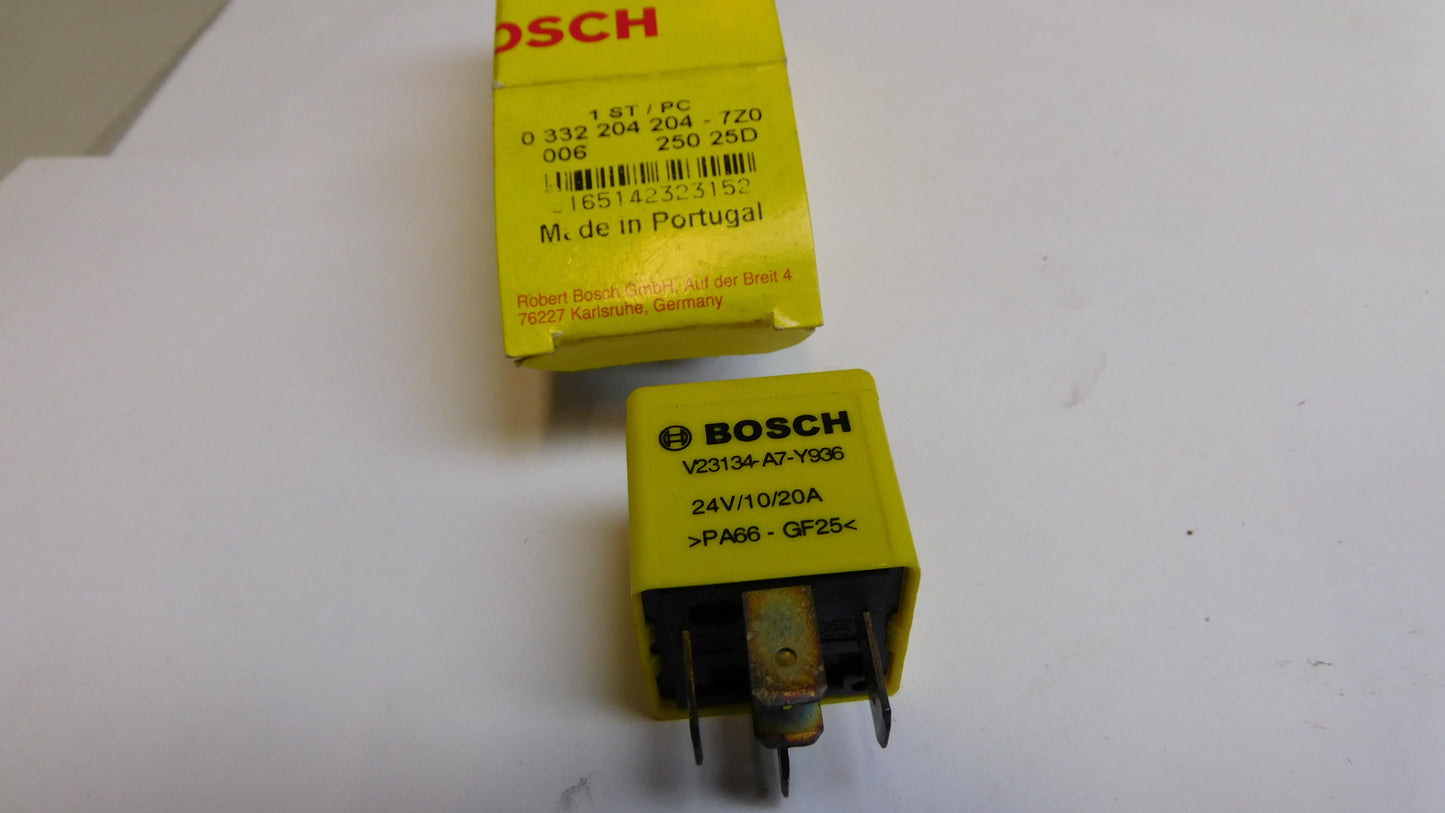 OSCH
1 ST / PC
0 332 204 204 - 7Z0
006 250 25D
165142323152
Made in Portugal
Robert Bosch GmbH, Auf der Breit 4
76227 Karlsruhe, Germany
BOSCH
V23134-A7-Y936
24V/10/20A
>PA66 - GF25<